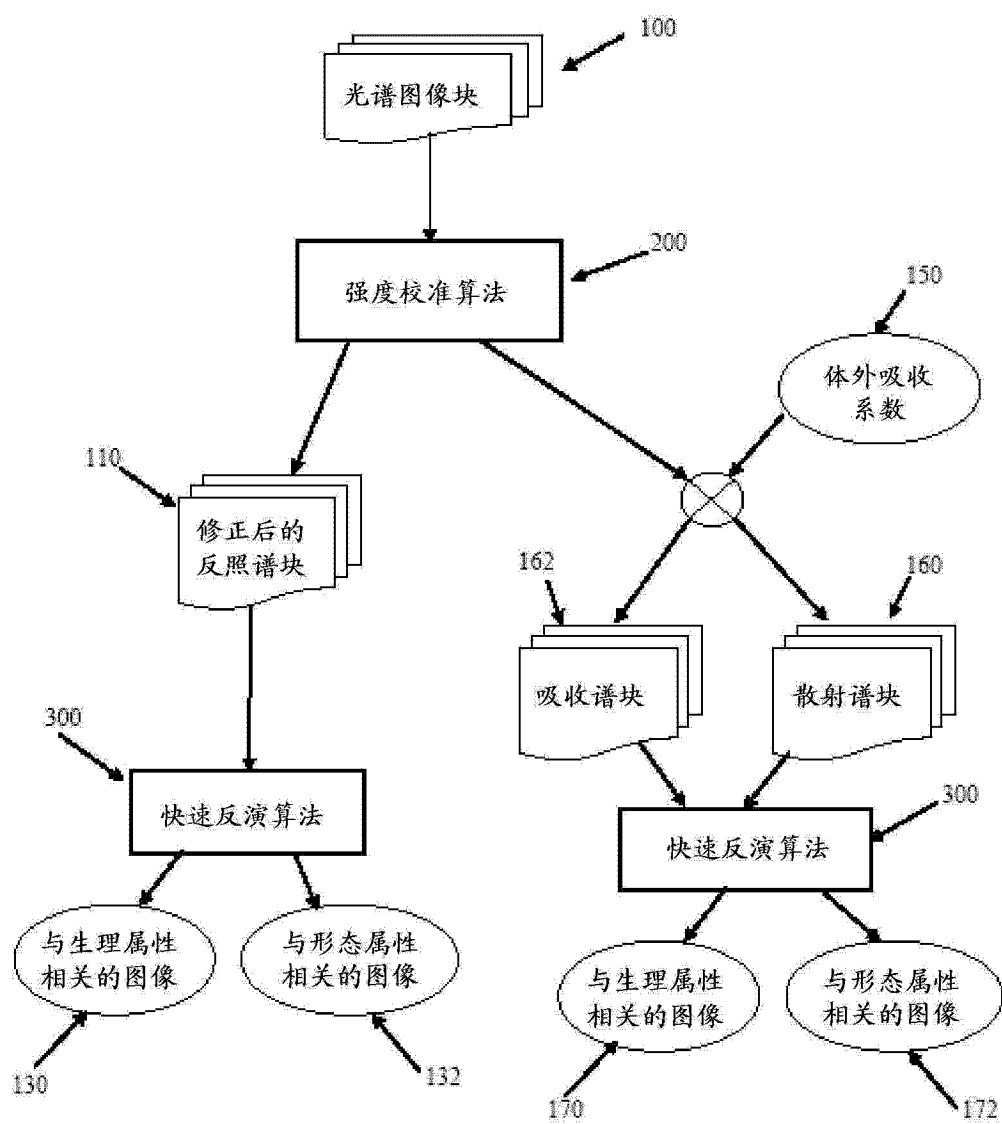 100
光谱图像块
200
强度校准算法
150
体外吸收
系数
110
修正后的
反照谱块
162
160
吸收谱块
散射谱块
300
快速反演算法
300
快速反演算法
与生理属性
相关的图像
与形态属性
相关的图像
与生理属性
相关的图像
与形态属性
相关的图像
130
132
170
172